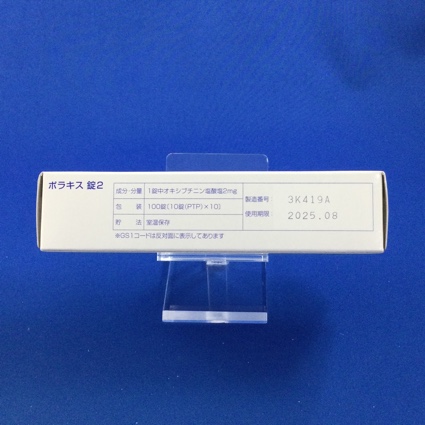 ポラキス 錠2
成分・分量 1錠中オキシブチニン塩酸塩2mg
包 装 100錠(10錠(PTP)×10)
貯 法 室温保存
製造番号 3K419A
使用期限 2025.08
※GS1コードは反対面に表示してあります